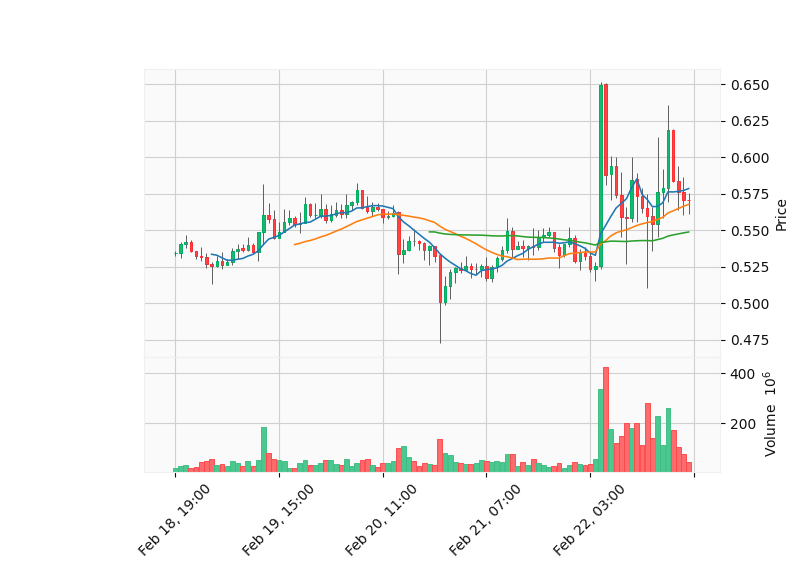 0.650
0.625
0.600
0.575
0.550
0.525
0.500
0.475
Price
400
200
Volume 10⁶
Feb 18, 19:00
Feb 19, 15:00
Feb 20, 11:00
Feb 21, 07:00
Feb 22, 03:00